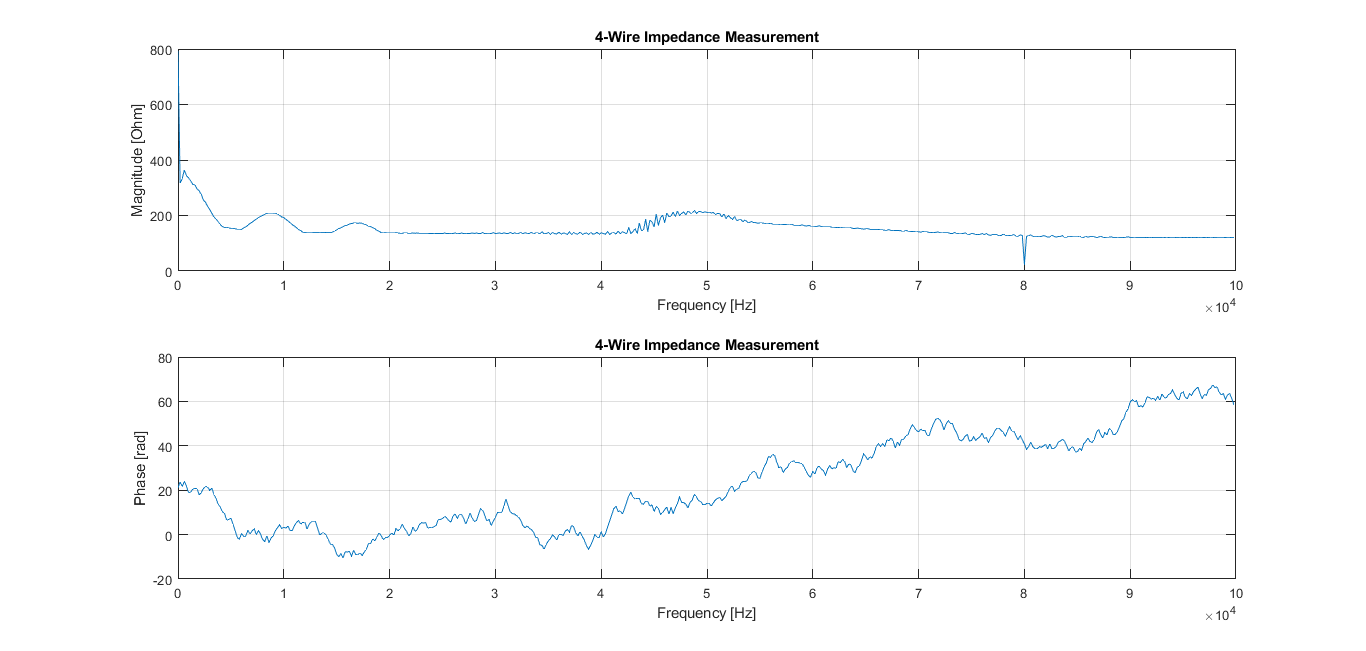 4-Wire Impedance Measurement
800
600
400
200
0
Magnitude [Ohm]
0 1 2 3 4 5 6 7 8 9 10
Frequency [Hz]
×10^4
4-Wire Impedance Measurement
80
60
40
20
0
-20
Phase [rad]
0 1 2 3 4 5 6 7 8 9 10
Frequency [Hz]
×10^4